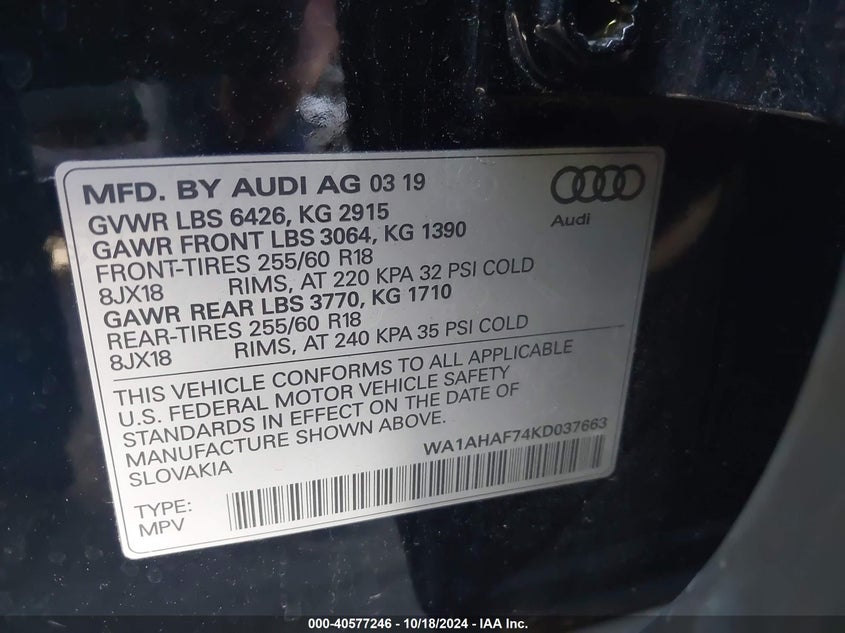 MFD. BY AUDI AG 03 19
Audi
GVWR LBS 6426, KG 2915
GAWR FRONT LBS 3064, KG 1390
FRONT-TIRES 255/60 R18
8JX18 RIMS, AT 220 KPA 32 PSI COLD
GAWR REAR LBS 3770, KG 1710
REAR-TIRES 255/60 R18
8JX18 RIMS, AT 240 KPA 35 PSI COLD
THIS VEHICLE CONFORMS TO ALL APPLICABLE
U.S. FEDERAL MOTOR VEHICLE SAFETY
STANDARDS IN EFFECT ON THE DATE OF
MANUFACTURE SHOWN ABOVE.
SLOVAKIA
WA1AHAF74KD037663
TYPE:
MPV
000-40577246 - 10/18/2024 - IAA Inc.